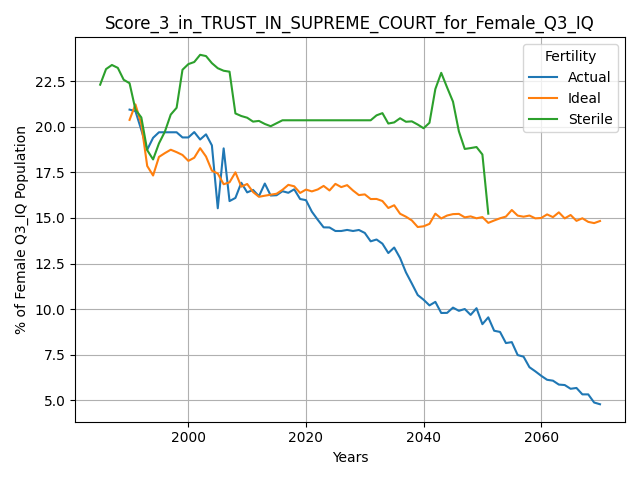 Score_3_in_TRUST_IN_SUPREME_COURT_for_Female_Q3_IQ
Fertility
Actual
Ideal
Sterile
% of Female Q3_IQ Population
22.5
20.0
17.5
15.0
12.5
10.0
7.5
5.0
2000
2020
2040
2060
Years